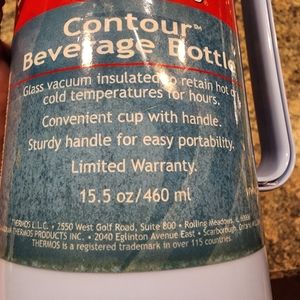 Contour™
Beverage Bottle
Glass vacuum insulated to retain hot or
cold temperatures for hours.
Convenient cup with handle.
Sturdy handle for easy portability.
Limited Warranty.
15.5 oz/460 ml
THERMOS L.L.C. • 2550 West Golf Road, Suite 800 • Rolling Meadows, IL
THERMOS PRODUCTS INC. • 2040 Eglinton Avenue East • Scarborough, Ontario
THERMOS is a registered trademark in over 115 countries.